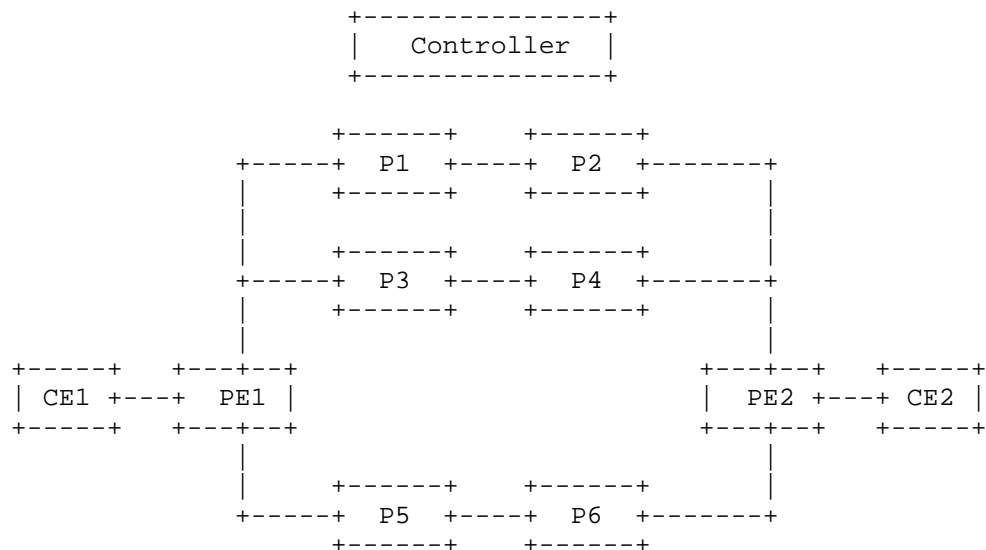 Controller
P1 P2
P3 P4
CE1 PE1 PE2 CE2
P5 P6